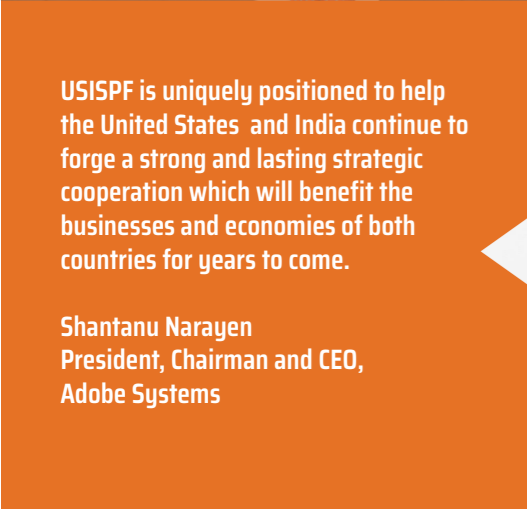 USISPF is uniquely positioned to help
the United States  and India continue to
forge a strong and lasting strategic
cooperation which will benefit the
businesses and economies of both
countries for years to come.
Shantanu Narayen
President, Chairman and CEO,
Adobe Systems